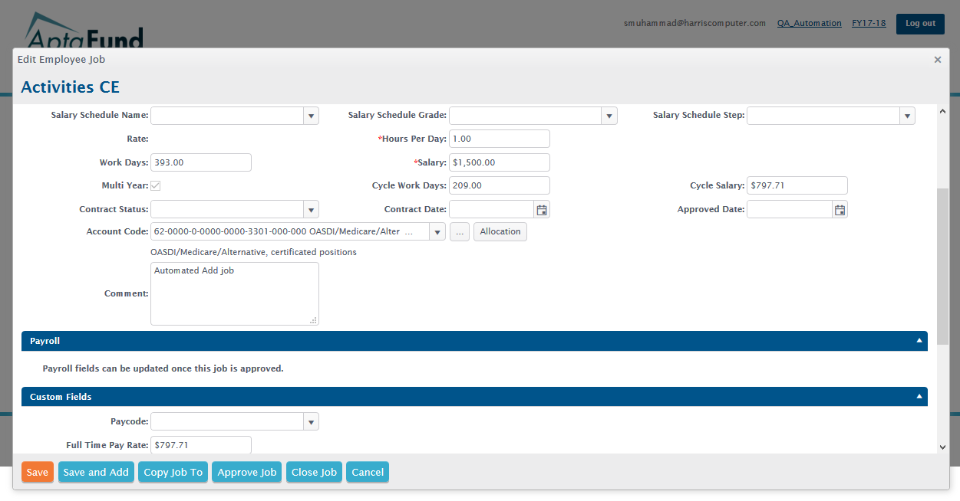 smuhammad@harriscomputer.com QA_Automation FY17-18 Log out
AptaFund
Edit Employee Job
Activities CE
Salary Schedule Name: Salary Schedule Grade: Salary Schedule Step:
Rate: *Hours Per Day: 1.00
Work Days: 393.00 *Salary: $1,500.00
Multi Year: Cycle Work Days: 209.00 Cycle Salary: $797.71
Contract Status: Contract Date: Approved Date:
Account Code: 62-0000-0-0000-0000-3301-000-000 OASDI/Medicare/Alter ... ... Allocation
OASDI/Medicare/Alternative, certificated positions
Comment: Automated Add job
Payroll
Payroll fields can be updated once this job is approved.
Custom Fields
Paycode:
Full Time Pay Rate: $797.71
Save Save and Add Copy Job To Approve Job Close Job Cancel